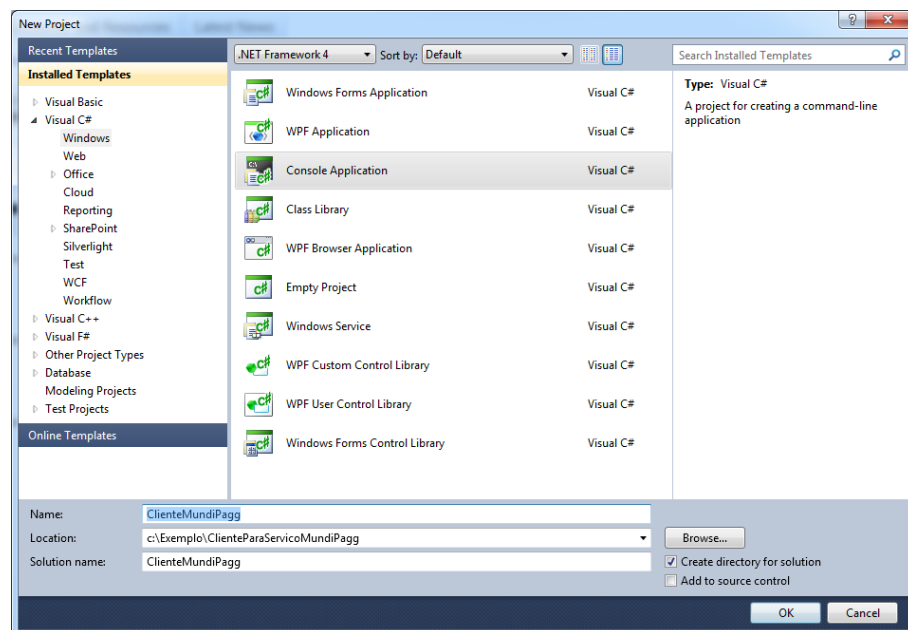 New Project
Recent Templates
Installed Templates
Visual Basic
Visual C#
Windows
Web
Office
Cloud
Reporting
SharePoint
Silverlight
Test
WCF
Workflow
Visual C++
Visual F#
Other Project Types
Database
Modeling Projects
Test Projects
Online Templates
.NET Framework 4 Sort by: Default
Windows Forms Application Visual C#
WPF Application Visual C#
Console Application Visual C#
Class Library Visual C#
WPF Browser Application Visual C#
Empty Project Visual C#
Windows Service Visual C#
WPF Custom Control Library Visual C#
WPF User Control Library Visual C#
Windows Forms Control Library Visual C#
Search Installed Templates
Type: Visual C#
A project for creating a command-line
application
Name: ClienteMundiPagg
Location: c:\Exemplo\ClienteParaServicoMundiPagg Browse...
Solution name: ClienteMundiPagg Create directory for solution
Add to source control
OK Cancel